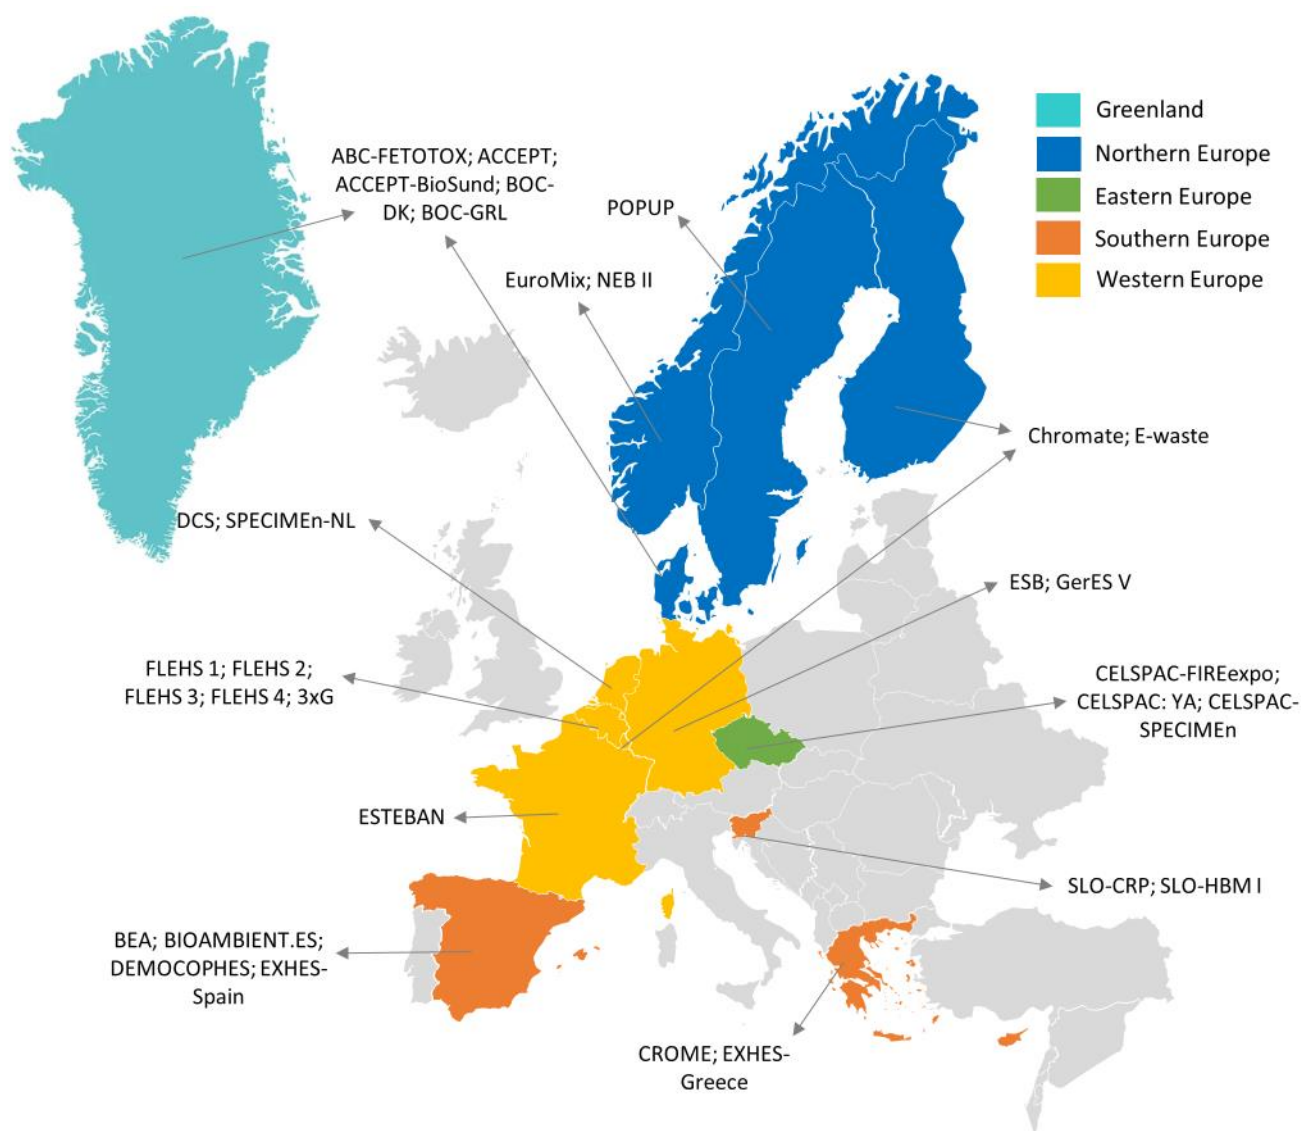 Greenland
Northern Europe
Eastern Europe
Southern Europe
Western Europe
ABC-FETOTOX; ACCEPT;
ACCEPT-BioSund; BOC-
DK; BOC-GRL
POPUP
EuroMix; NEB II
Chromate; E-waste
DCS; SPECIMEn-NL
ESB; GerES V
FLEHS 1; FLEHS 2;
FLEHS 3; FLEHS 4; 3xG
CELSPAC-FIREexpo;
CELSPAC: YA; CELSPAC-
SPECIMEn
ESTEBAN
SLO-CRP; SLO-HBM I
BEA; BIOAMBIENT.ES;
DEMOCOPHES; EXHES-
Spain
CROME; EXHES-
Greece